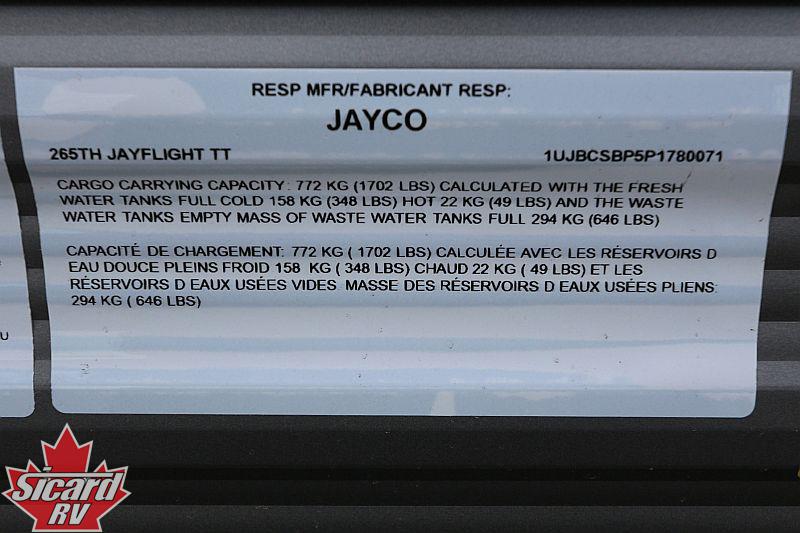 RESP MFR/FABRICANT RESP:
JAYCO
265TH JAYFLIGHT TT 1UJBCSBP5P1780071
CARGO CARRYING CAPACITY: 772 KG (1702 LBS) CALCULATED WITH THE FRESH
WATER TANKS FULL COLD 158 KG (348 LBS) HOT 22 KG (49 LBS) AND THE WASTE
WATER TANKS EMPTY MASS OF WASTE WATER TANKS FULL 294 KG (646 LBS)
CAPACITÉ DE CHARGEMENT: 772 KG ( 1702 LBS) CALCULÉE AVEC LES RÉSERVOIRS D
EAU DOUCE PLEINS FROID 158 KG ( 348 LBS) CHAUD 22 KG ( 49 LBS) ET LES
RÉSERVOIRS D EAUX USÉES VIDES. MASSE DES RÉSERVOIRS D EAUX USÉES PLIENS:
294 KG ( 646 LBS)
U
Sicard
RV